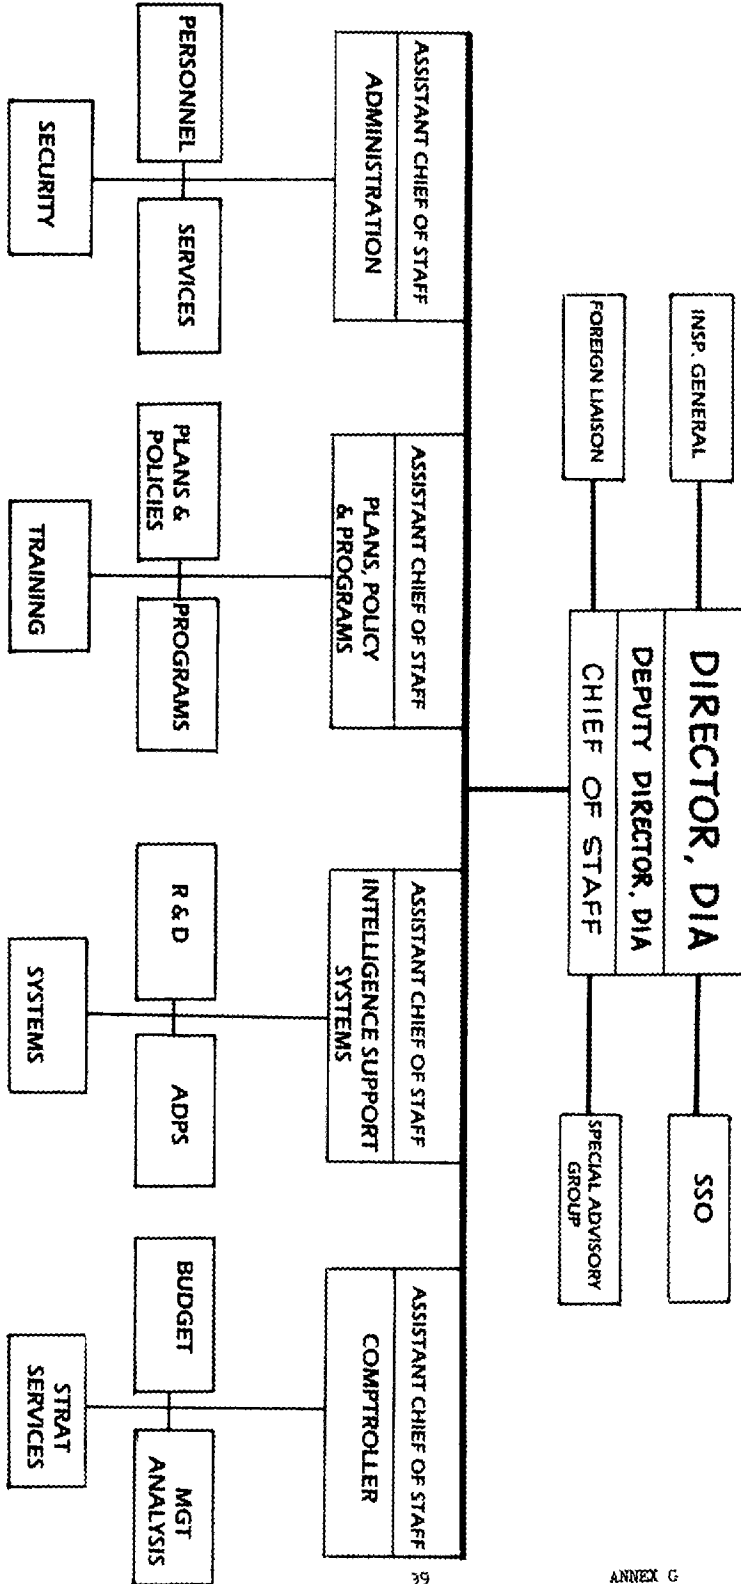 DIRECTOR, DIA
DEPUTY DIRECTOR, DIA
CHIEF OF STAFF
INSP. GENERAL
FOREIGN LIAISON
SSO
SPECIAL ADVISORY
GROUP
ASSISTANT CHIEF OF STAFF
ADMINISTRATION
PERSONNEL
SERVICES
SECURITY
ASSISTANT CHIEF OF STAFF
PLANS, POLICY
& PROGRAMS
PLANS &
POLICIES
PROGRAMS
TRAINING
ASSISTANT CHIEF OF STAFF
INTELLIGENCE SUPPORT
SYSTEMS
R & D
ADPS
SYSTEMS
ASSISTANT CHIEF OF STAFF
COMPTROLLER
BUDGET
MGT
ANALYSIS
STRAT
SERVICES
39
ANNEX G